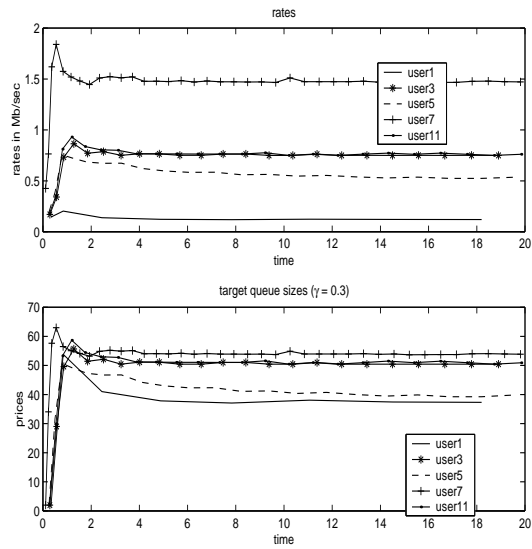 rates
2
1.5
1
0.5
0
rates in Mb/sec
user1
user3
user5
user7
user11
0 2 4 6 8 10 12 14 16 18 20
time
target queue sizes (γ = 0.3)
70
60
50
40
30
20
10
0
prices
user1
user3
user5
user7
user11
0 2 4 6 8 10 12 14 16 18 20
time